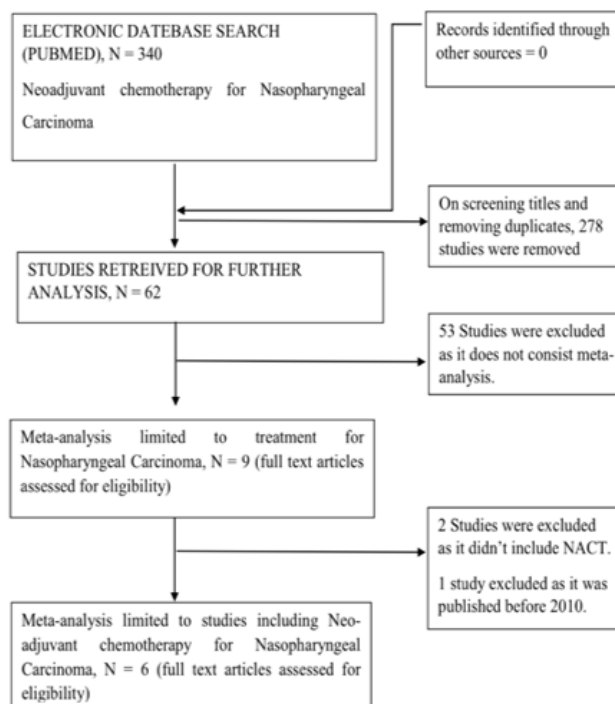 ELECTRONIC DATEBASE SEARCH
(PUBMED), N = 340
Neoadjuvant chemotherapy for Nasopharyngeal
Carcinoma
Records identified through
other sources = 0
On screening titles and
removing duplicates, 278
studies were removed
STUDIES RETREIVED FOR FURTHER
ANALYSIS, N = 62
53 Studies were excluded
as it does not consist meta-
analysis.
Meta-analysis limited to treatment for
Nasopharyngeal Carcinoma, N = 9 (full text articles
assessed for eligibility)
2 Studies were excluded
as it didn't include NACT.
1 study excluded as it was
published before 2010.
Meta-analysis limited to studies including Neo-
adjuvant chemotherapy for Nasopharyngeal
Carcinoma, N = 6 (full text articles assessed for
eligibility)